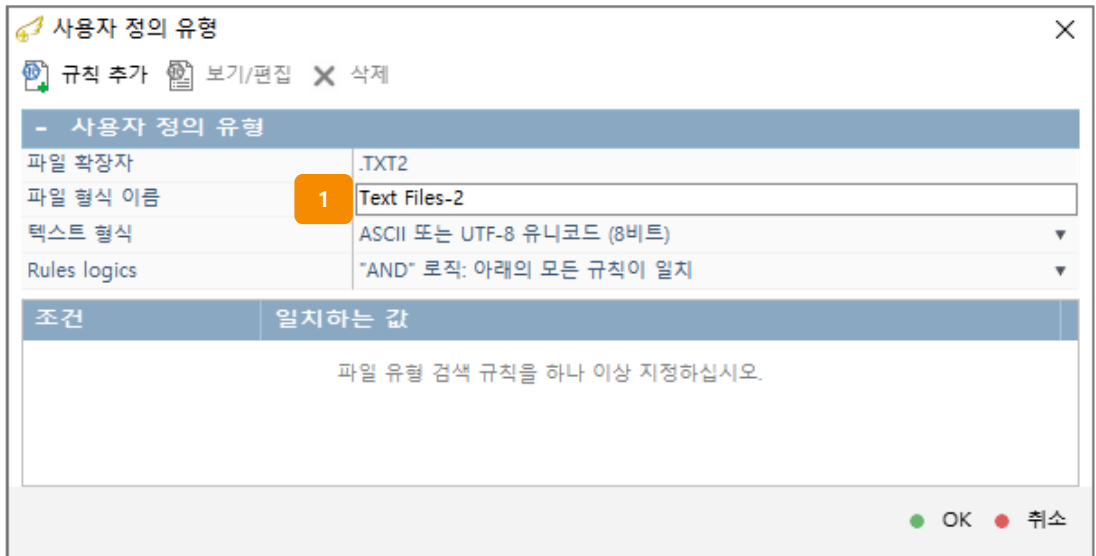 사용자 정의 유형
규칙 추가 보기/편집 삭제
- 사용자 정의 유형
파일 확장자 .TXT2
파일 형식 이름 1 Text Files-2
텍스트 형식 ASCII 또는 UTF-8 유니코드 (8비트)
Rules logics "AND" 로직: 아래의 모든 규칙이 일치
조건 일치하는 값
파일 유형 검색 규칙을 하나 이상 지정하십시오.
OK 취소